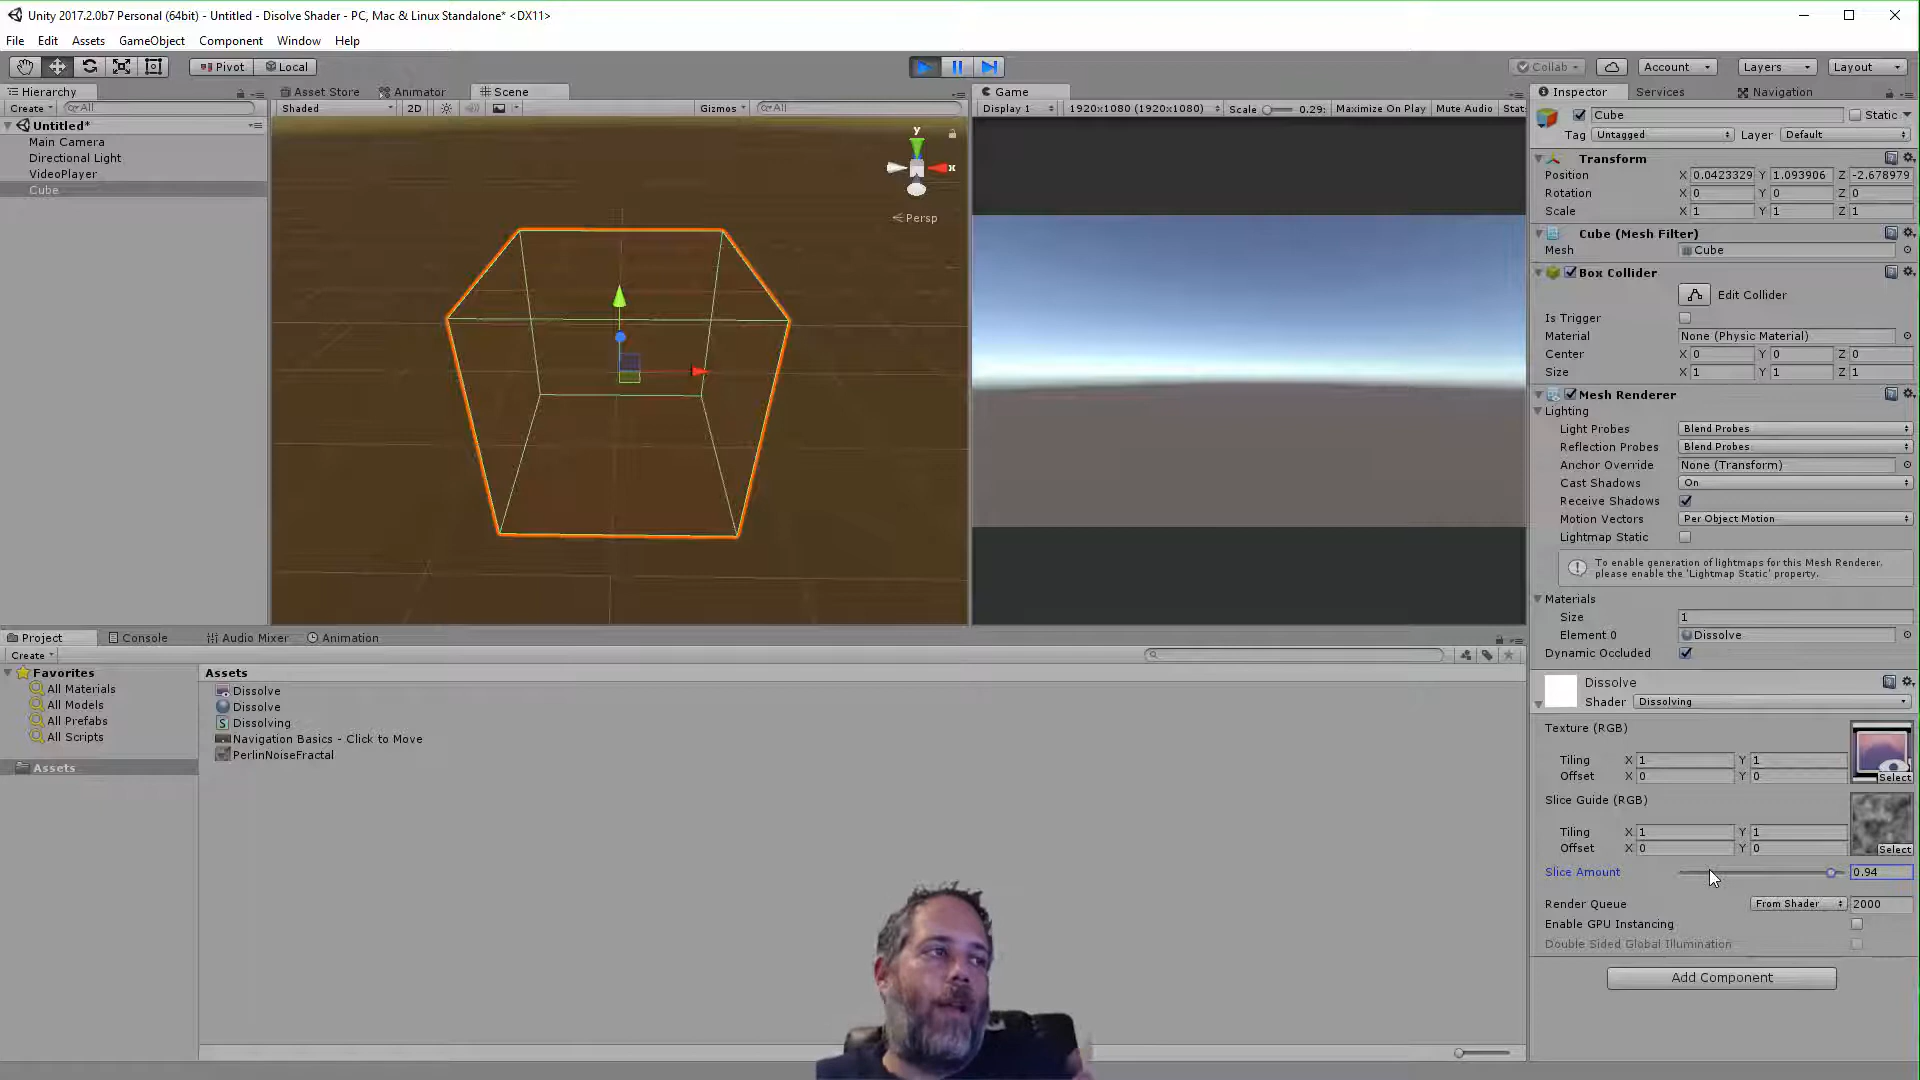 Unity 2017.2.0b7 Personal (64bit) - Untitled - Disolve Shader - PC, Mac & Linux Standalone* <DX11>
File Edit Assets GameObject Component Window Help
Pivot Local
Collab Account Layers Layout
Hierarchy
Create All
Untitled*
Main Camera
Directional Light
VideoPlayer
Cube
Asset Store Animator Scene
Shaded 2D Gizmos All
y
x
Persp
Game
Display 1 1920x1080 (1920x1080) Scale 0.29: Maximize On Play Mute Audio Stat:
Inspector Services Navigation
Cube Static
Tag Untagged Layer Default
Transform
Position X 0.0423329 Y 1.093906 Z -2.678979
Rotation X 0 Y 0 Z 0
Scale X 1 Y 1 Z 1
Cube (Mesh Filter)
Mesh Cube
Box Collider
Edit Collider
Is Trigger
Material None (Physic Material)
Center X 0 Y 0 Z 0
Size X 1 Y 1 Z 1
Mesh Renderer
Lighting
Light Probes Blend Probes
Reflection Probes Blend Probes
Anchor Override None (Transform)
Cast Shadows On
Receive Shadows
Motion Vectors Per Object Motion
Lightmap Static
To enable generation of lightmaps for this Mesh Renderer,
please enable the 'Lightmap Static' property.
Materials
Size 1
Element 0 Dissolve
Dynamic Occluded
Dissolve
Shader Dissolving
Texture (RGB)
Tiling X 1 Y 1
Offset X 0 Y 0
Select
Slice Guide (RGB)
Tiling X 1 Y 1
Offset X 0 Y 0
Select
Slice Amount 0.94
Render Queue From Shader 2000
Enable GPU Instancing
Double Sided Global Illumination
Add Component
Project Console Audio Mixer Animation
Create
Favorites
All Materials
All Models
All Prefabs
All Scripts
Assets
Assets
Dissolve
Dissolve
Dissolving
Navigation Basics - Click to Move
PerlinNoiseFractal